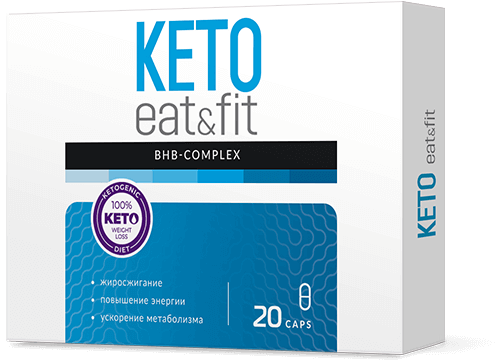 KETO
eat&fit
BHB-COMPLEX
KETOGENIC
100%
KETO
WEIGHT
LOSS
DIET
• жиросжигание
• повышение энергии
• ускорение метаболизма
20 CAPS
KETO eat&fit